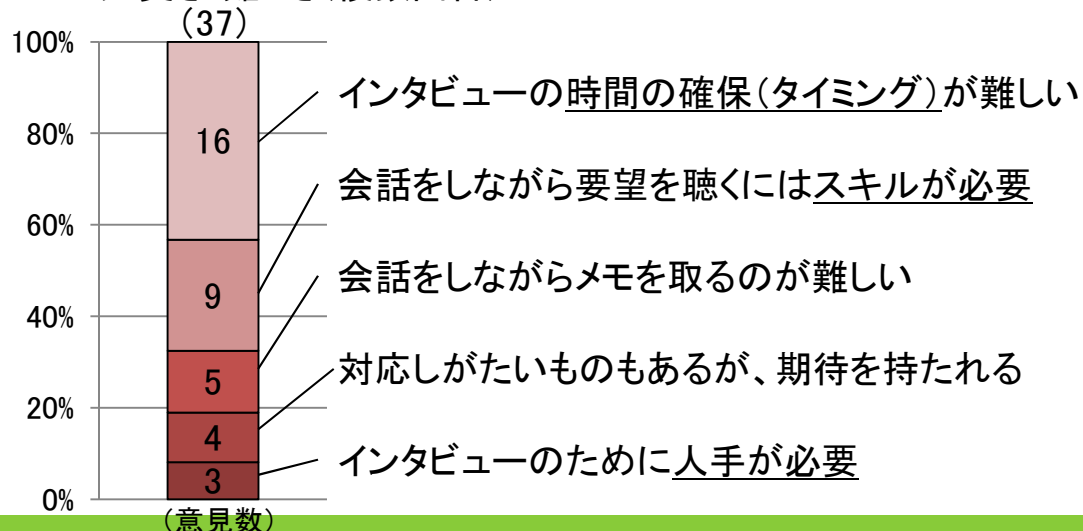 (37)
100%
80%
60%
40%
20%
0%
16
9
5
4
3
インタビューの時間の確保(タイミング)が難しい
会話をしながら要望を聴くにはスキルが必要
会話をしながらメモを取るのが難しい
対応しがたいものもあるが、期待を持たれる
インタビューのために人手が必要
(意見数)